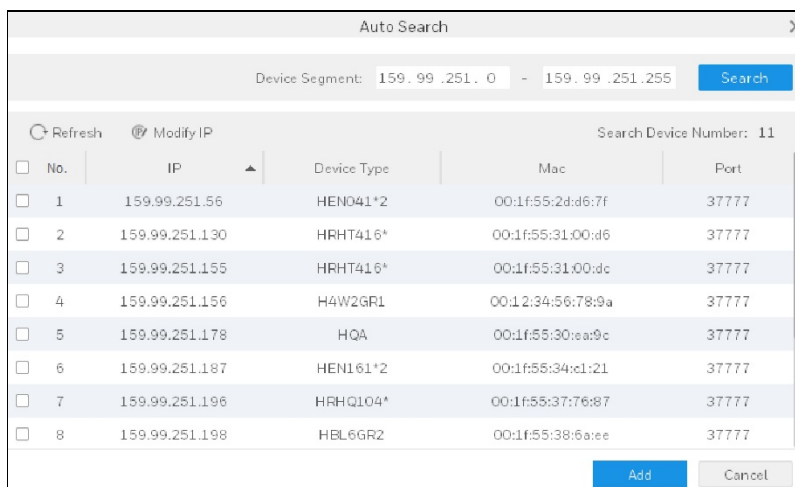 Auto Search
Device Segment: 159. 99 .251. 0 - 159. 99 .251.255 Search
Refresh Modify IP Search Device Number: 11
No. IP Device Type Mac Port
1 159.99.251.56 HEN041*2 00:1f:55:2d:d6:7f 37777
2 159.99.251.130 HRHT416* 00:1f:55:31:00:d6 37777
3 159.99.251.155 HRHT416* 00:1f:55:31:00:dc 37777
4 159.99.251.156 H4W2GR1 00:12:34:56:78:9a 37777
5 159.99.251.178 HQA 00:1f:55:30:ea:9c 37777
6 159.99.251.187 HEN161*2 00:1f:55:34:c1:21 37777
7 159.99.251.196 HRHQ104* 00:1f:55:37:76:87 37777
8 159.99.251.198 HBL6GR2 00:1f:55:38:6a:ee 37777
Add Cancel